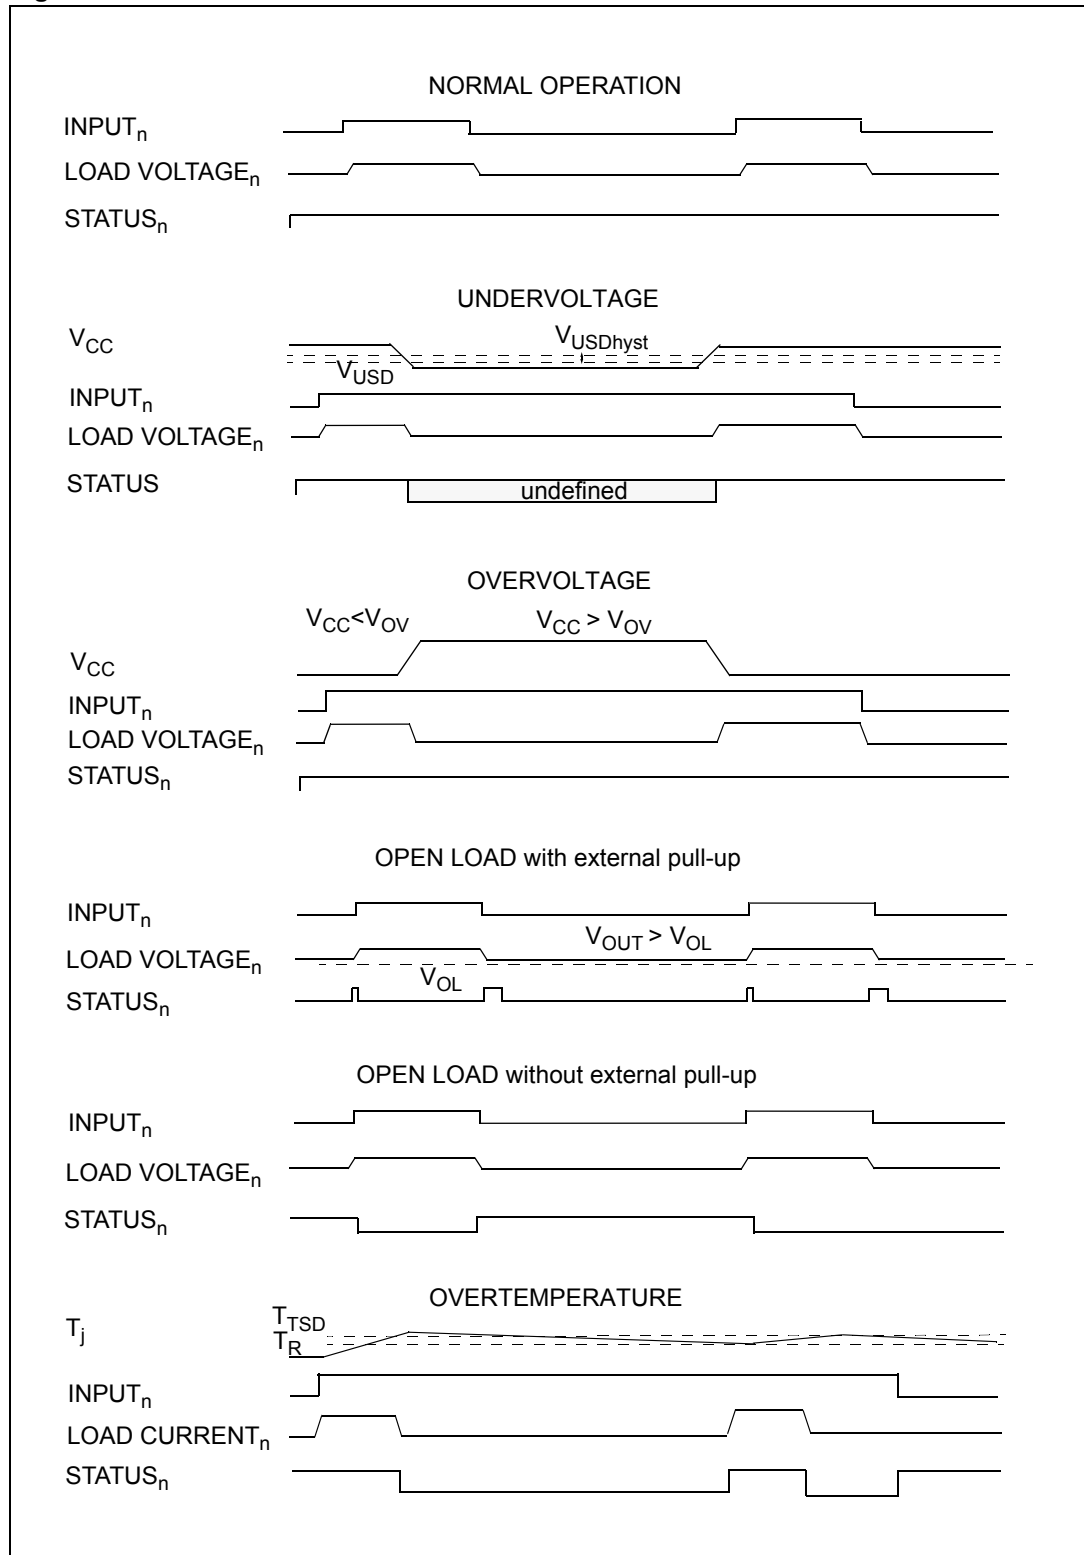 NORMAL OPERATION
INPUTn
LOAD VOLTAGEn
STATUSn
UNDERVOLTAGE
VCC
VUSDhyst
VUSD
INPUTn
LOAD VOLTAGEn
STATUS
undefined
OVERVOLTAGE
VCC<VOV
VCC > VOV
VCC
INPUTn
LOAD VOLTAGEn
STATUSn
OPEN LOAD with external pull-up
INPUTn
VOUT > VOL
LOAD VOLTAGEn
VOL
STATUSn
OPEN LOAD without external pull-up
INPUTn
LOAD VOLTAGEn
STATUSn
OVERTEMPERATURE
Tj
TTSD
TR
INPUTn
LOAD CURRENTn
STATUSn